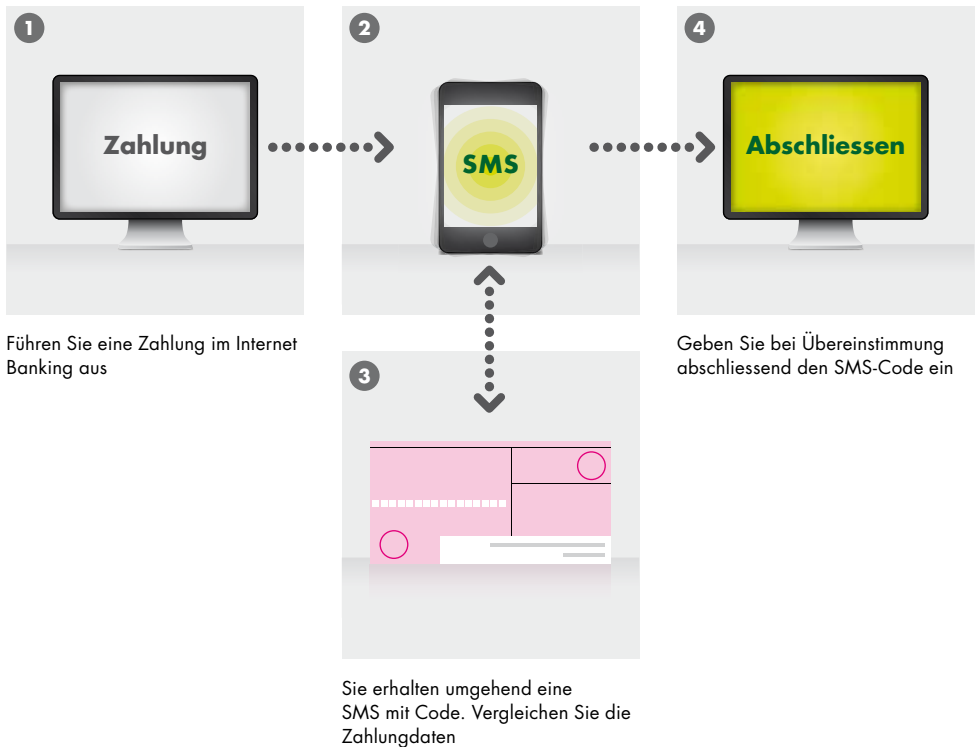 1
Zahlung
Führen Sie eine Zahlung im Internet
Banking aus
2
SMS
3
Sie erhalten umgehend eine
SMS mit Code. Vergleichen Sie die
Zahlungdaten
4
Abschliessen
Geben Sie bei Übereinstimmung
abschliessend den SMS-Code ein